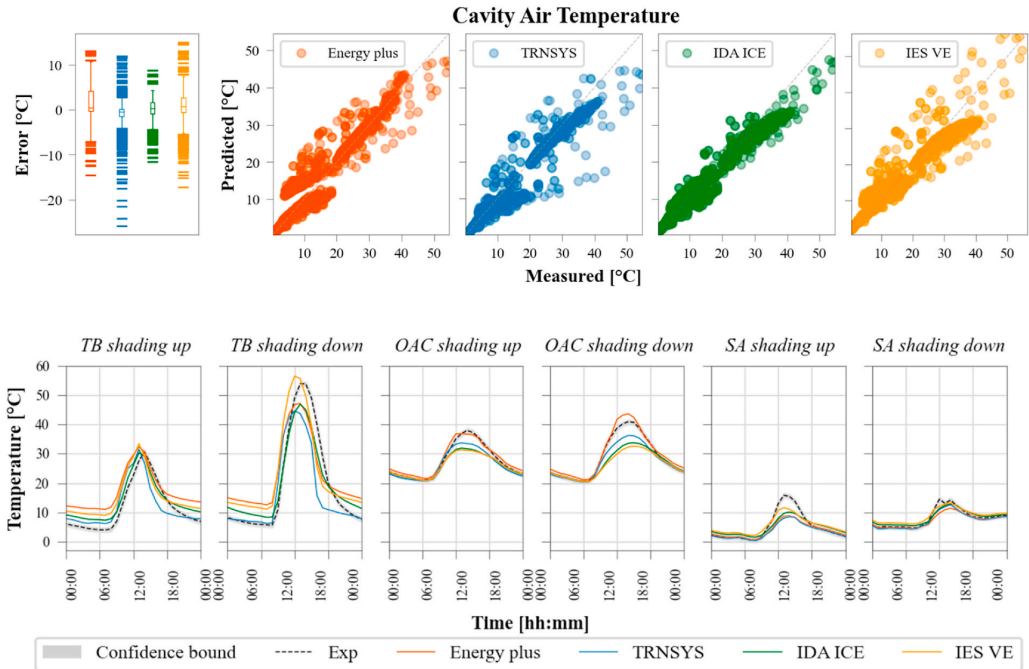 Cavity Air Temperature
Error [°C]
10
0
−10
−20
Predicted [°C]
50
40
30
20
10
Energy plus
TRNSYS
IDA ICE
IES VE
10 20 30 40 50
10 20 30 40 50
10 20 30 40 50
10 20 30 40 50
Measured [°C]
TB shading up
TB shading down
OAC shading up
OAC shading down
SA shading up
SA shading down
Temperature [°C]
60
50
40
30
20
10
0
00:00 06:00 12:00 18:00 00:00
00:00 06:00 12:00 18:00 00:00
00:00 06:00 12:00 18:00 00:00
00:00 06:00 12:00 18:00 00:00
00:00 06:00 12:00 18:00 00:00
00:00 06:00 12:00 18:00 00:00
Time [hh:mm]
Confidence bound Exp Energy plus TRNSYS IDA ICE IES VE